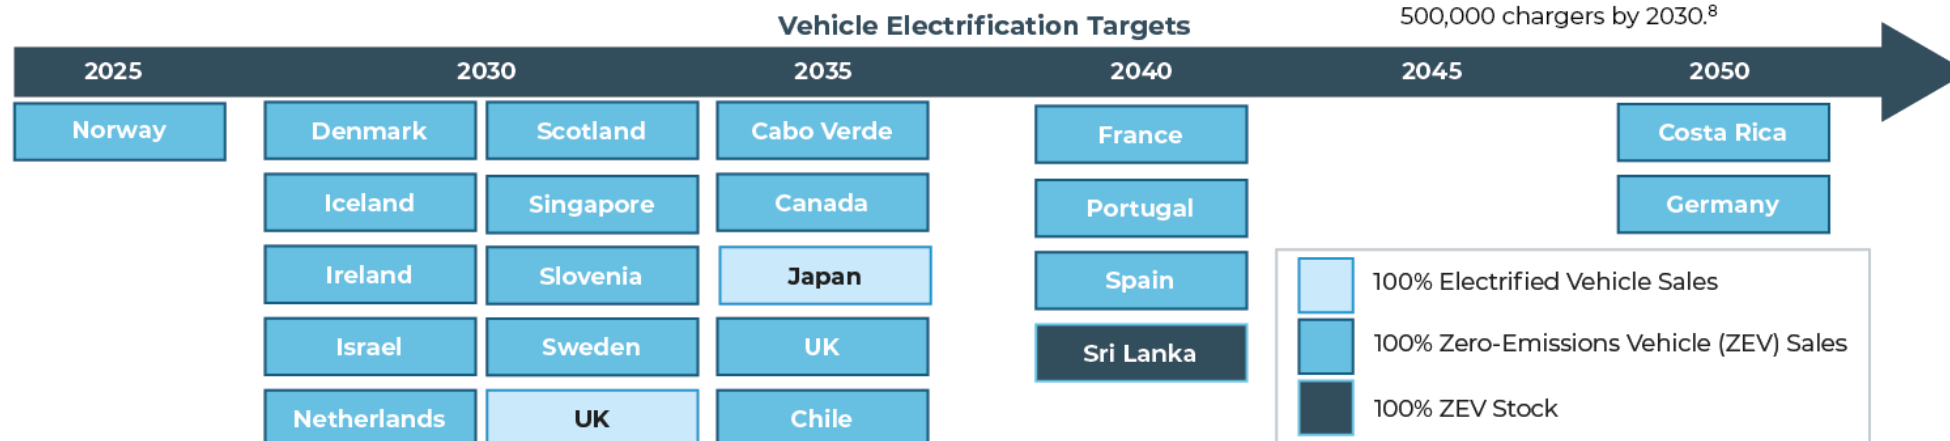 500,000 chargers by 2030.⁸
Vehicle Electrification Targets
2025 2030 2035 2040 2045 2050
Norway Denmark Scotland Cabo Verde France Costa Rica
Iceland Singapore Canada Portugal Germany
Ireland Slovenia Japan Spain
Israel Sweden UK Sri Lanka
Netherlands UK Chile
100% Electrified Vehicle Sales
100% Zero-Emissions Vehicle (ZEV) Sales
100% ZEV Stock